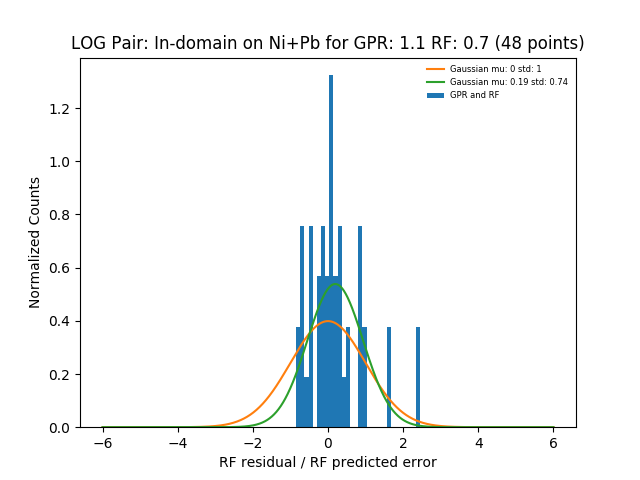 LOG Pair: In-domain on Ni+Pb for GPR: 1.1 RF: 0.7 (48 points)
Gaussian mu: 0 std: 1
Gaussian mu: 0.19 std: 0.74
GPR and RF
Normalized Counts
1.2
1.0
0.8
0.6
0.4
0.2
0.0
−6 −4 −2 0 2 4 6
RF residual / RF predicted error